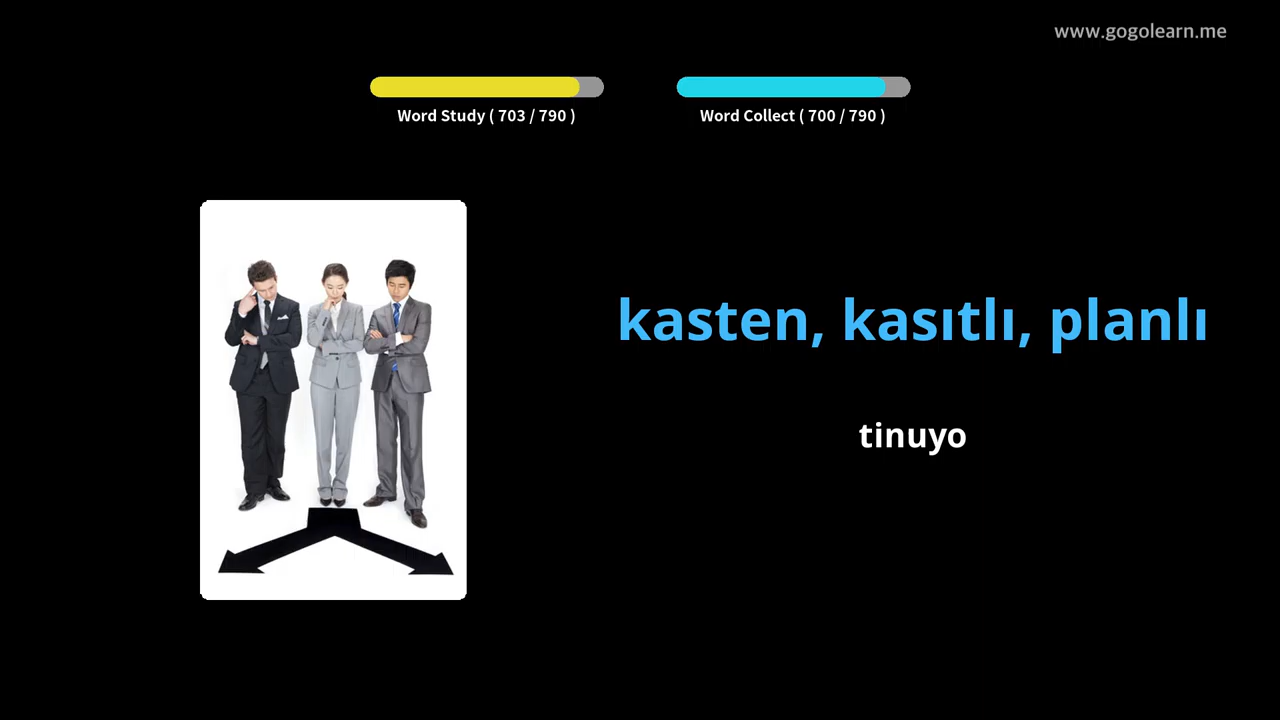 www.gogolearn.me
Word Study ( 703 / 790 )
Word Collect ( 700 / 790 )
kasten, kasıtlı, planlı
tinuyo